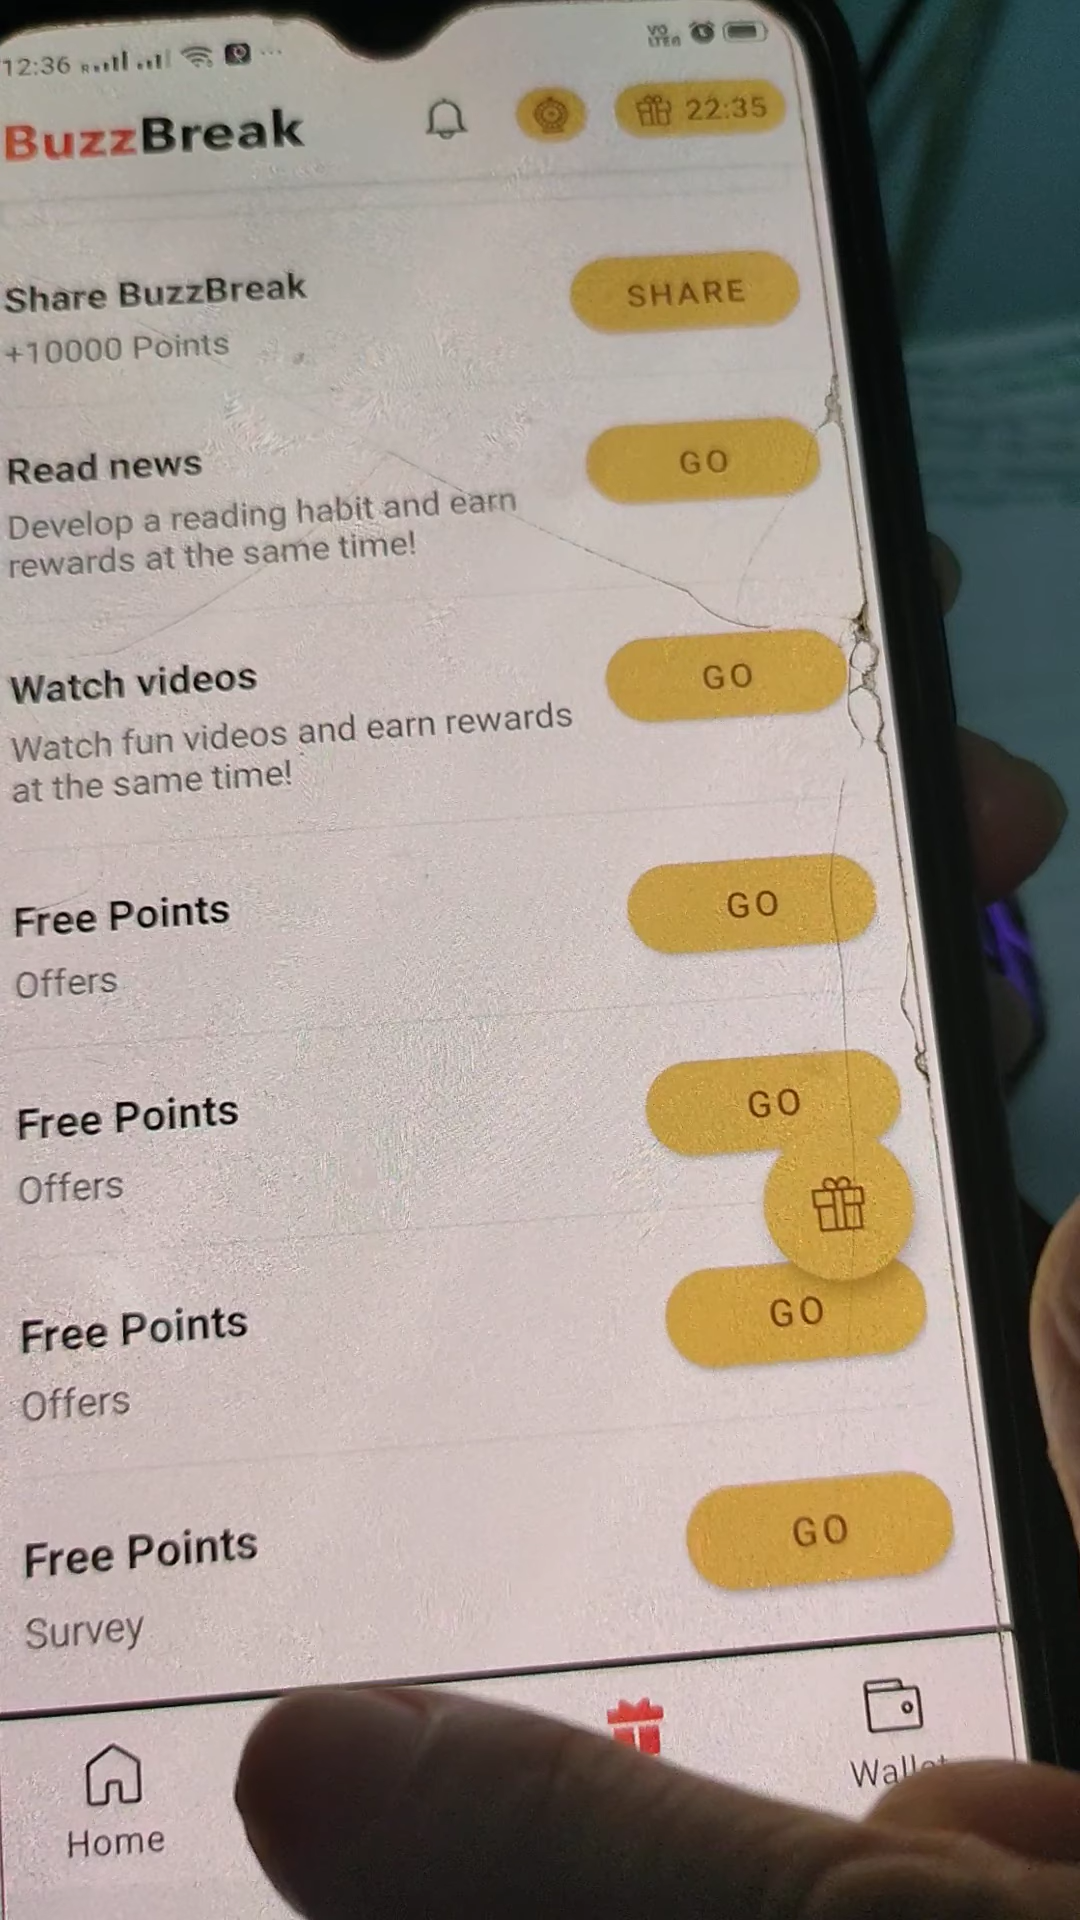 12:36
VO
LTE
BuzzBreak
22:35
Share BuzzBreak
SHARE
+10000 Points
Read news
GO
Develop a reading habit and earn
rewards at the same time!
Watch videos
GO
Watch fun videos and earn rewards
at the same time!
Free Points
GO
Offers
Free Points
GO
Offers
Free Points
GO
Offers
Free Points
GO
Survey
Home
Wallet